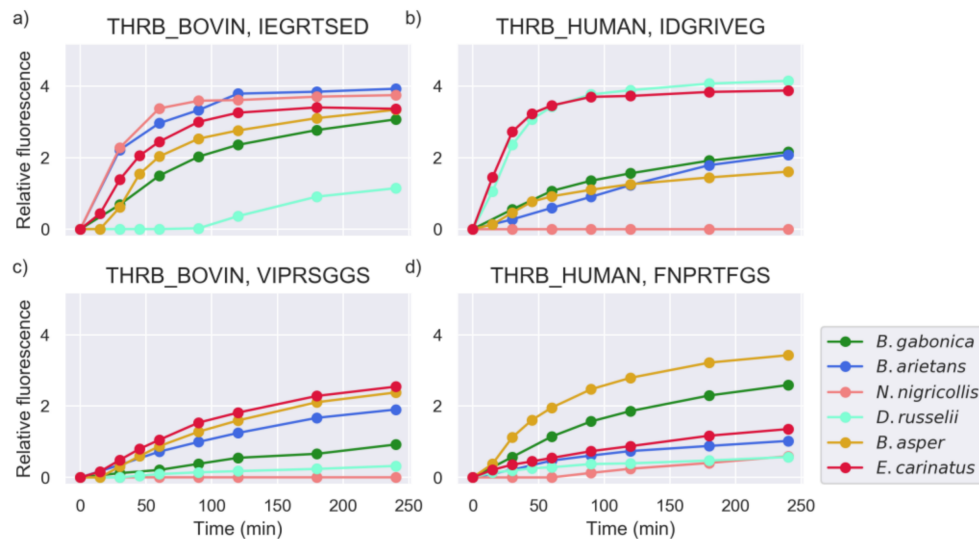 a)
THRB_BOVIN, IEGRTSED
b)
THRB_HUMAN, IDGRIVEG
Relative fluorescence
4
2
0
4
2
0
c)
THRB_BOVIN, VIPRSGGS
d)
THRB_HUMAN, FNPRTFGS
Relative fluorescence
4
2
0
0 50 100 150 200 250
Time (min)
4
2
0
0 50 100 150 200 250
Time (min)
B. gabonica
B. arietans
N. nigricollis
D. russelii
B. asper
E. carinatus